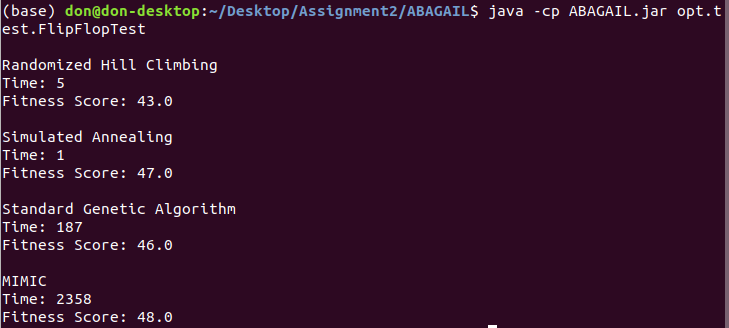 (base) don@don-desktop:~/Desktop/Assignment2/ABAGAIL$ java -cp ABAGAIL.jar opt.t
est.FlipFlopTest
Randomized Hill Climbing
Time: 5
Fitness Score: 43.0
Simulated Annealing
Time: 1
Fitness Score: 47.0
Standard Genetic Algorithm
Time: 187
Fitness Score: 46.0
MIMIC
Time: 2358
Fitness Score: 48.0